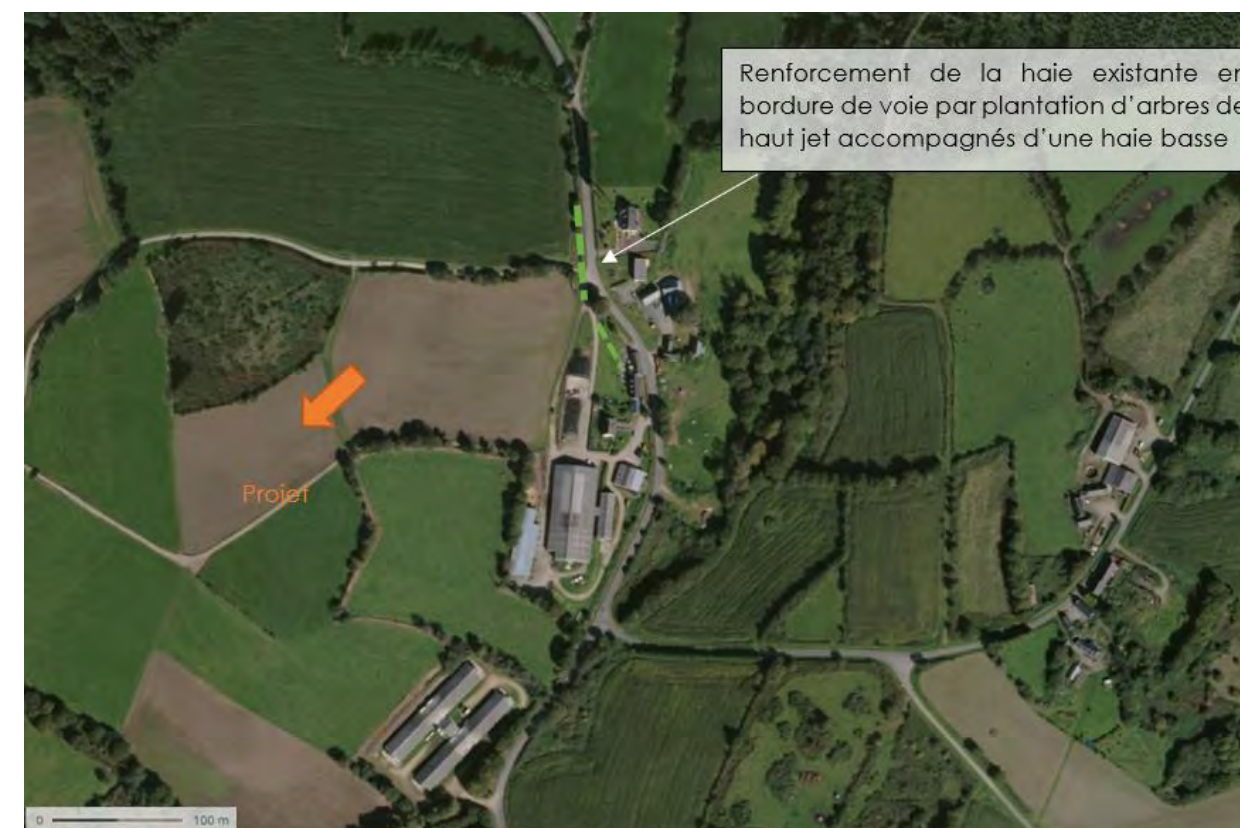 Renforcement de la haie existante en
bordure de voie par plantation d'arbres de
haut jet accompagnés d'une haie basse
Projet
0 100 m